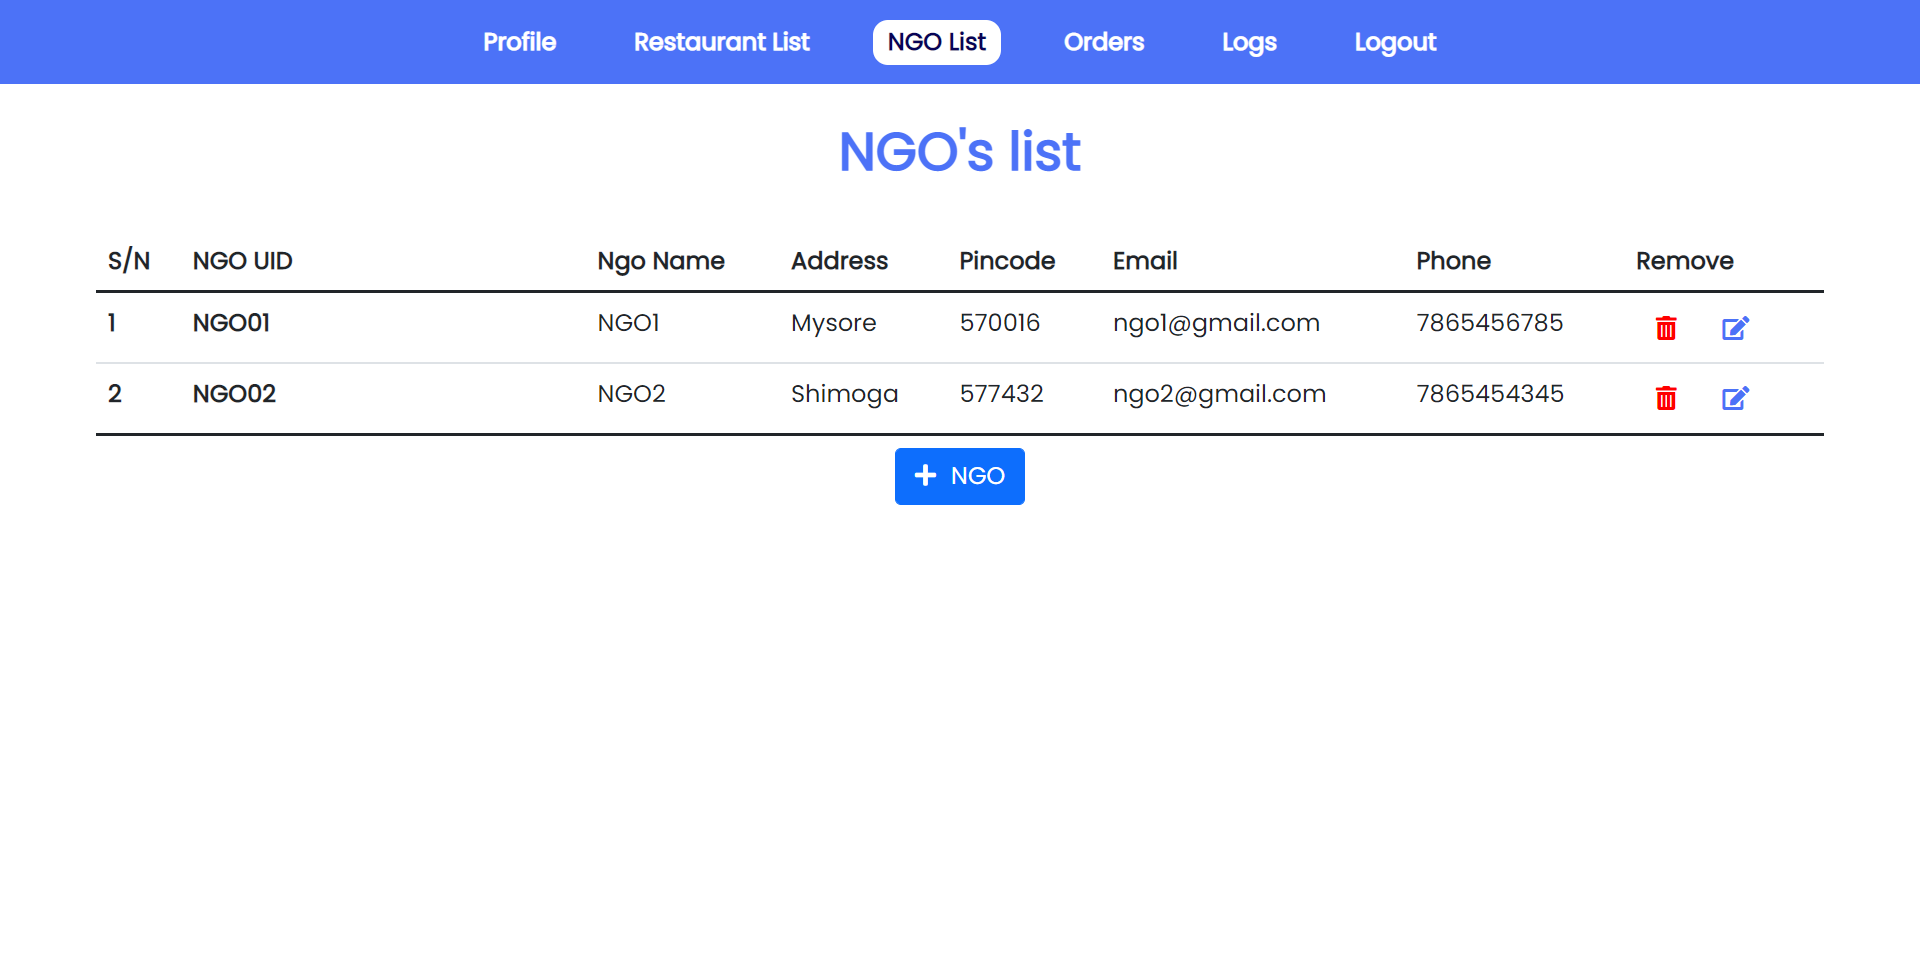 Profile Restaurant List NGO List Orders Logs Logout
NGO's list
S/N NGO UID Ngo Name Address Pincode Email Phone Remove
1 NGO01 NGO1 Mysore 570016 ngo1@gmail.com 7865456785
2 NGO02 NGO2 Shimoga 577432 ngo2@gmail.com 7865454345
+ NGO